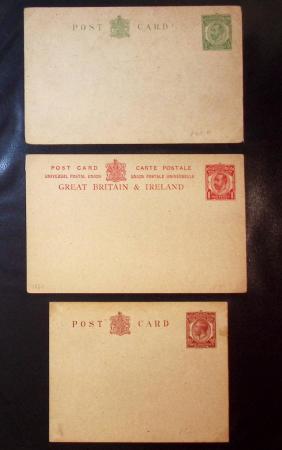 POST CARD
POST CARD CARTE POSTALE
UNIVERSAL POSTAL UNION UNION POSTALE UNIVERSELLE
GREAT BRITAIN & IRELAND
POST CARD